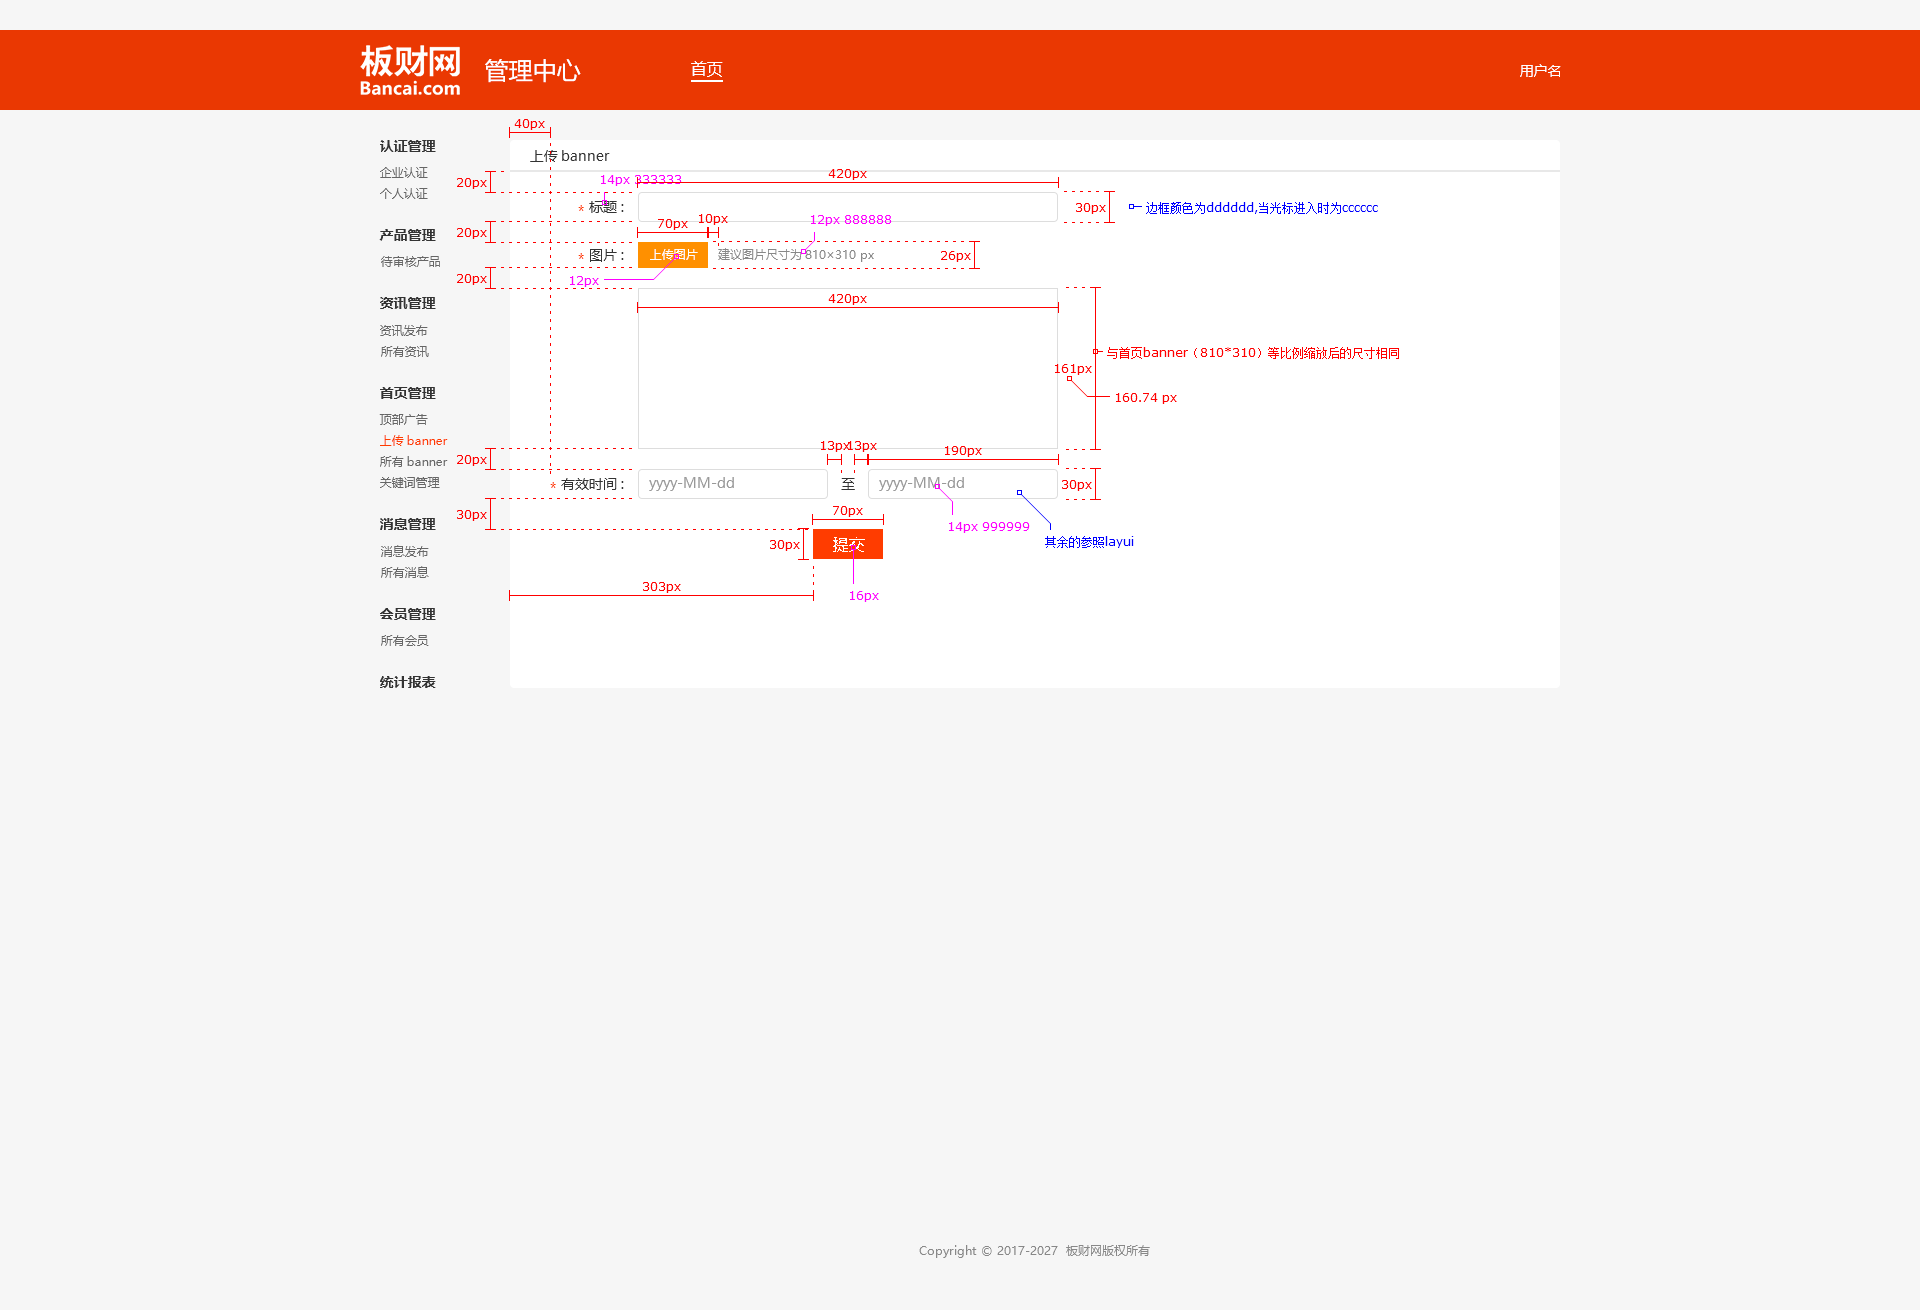 板财网
Bancai.com
管理中心
首页
用户名
40px
认证管理
企业认证
个人认证
产品管理
待审核产品
资讯管理
资讯发布
所有资讯
首页管理
顶部广告
上传 banner
所有 banner
关键词管理
消息管理
消息发布
所有消息
会员管理
所有会员
统计报表
上传 banner
20px
14px 333333
420px
* 标题：
30px
边框颜色为dddddd,当光标进入时为cccccc
20px
70px
10px
12px 888888
* 图片：
上传图片
建议图片尺寸为 810×310 px
26px
20px
12px
420px
与首页banner（810*310）等比例缩放后的尺寸相同
161px
160.74 px
20px
13px
13px
190px
* 有效时间：
yyyy-MM-dd
至
yyyy-MM-dd
30px
30px
70px
14px 999999
30px
提交
其余的参照layui
303px
16px
Copyright © 2017-2027 板财网版权所有